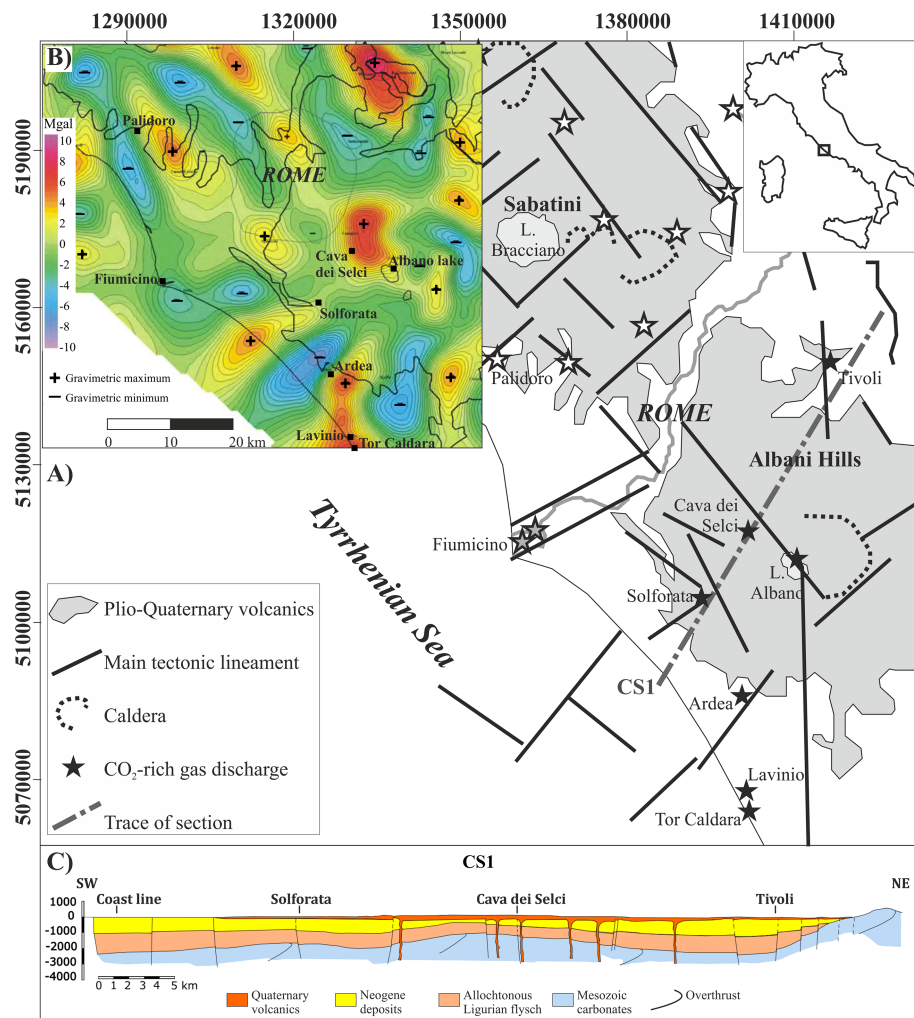 12900000 13200000 13500000 13800000 14100000
B)
Mgal
10
8
6
4
2
0
-2
-4
-6
-8
-10
Palidoro
ROME
Cava
dei Selci
Albano lake
Fiumicino
Solforata
Ardea
Lavinio
Tor Caldara
+ Gravimetric maximum
– Gravimetric minimum
0 10 20 km
5190000
5160000
5130000
5100000
5070000
A)
Sabatini
L.
Bracciano
Palidoro
Tivoli
ROME
Albani Hills
Cava dei
Selci
Fiumicino
L.
Albano
Solforata
CS1
Ardea
Lavinio
Tor Caldara
Tyrrhenian Sea
Plio-Quaternary volcanics
Main tectonic lineament
Caldera
CO₂-rich gas discharge
Trace of section
C)
CS1
SW NE
Coast line Solforata Cava dei Selci Tivoli
1000
0
-1000
-2000
-3000
-4000
0 1 2 3 4 5 km
Quaternary
volcanics
Neogene
deposits
Allochtonous
Ligurian flysch
Mesozoic
carbonates
Overthrust